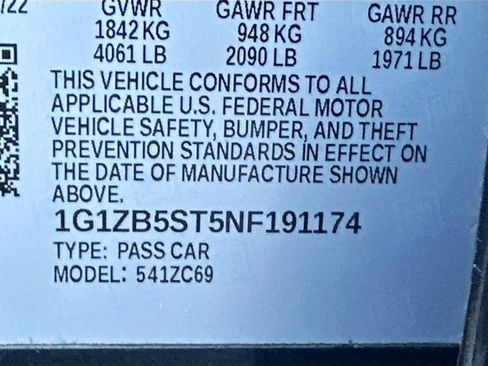 /22
GVWR GAWR FRT GAWR RR
1842 KG 948 KG 894 KG
4061 LB 2090 LB 1971 LB
THIS VEHICLE CONFORMS TO ALL
APPLICABLE U.S. FEDERAL MOTOR
VEHICLE SAFETY, BUMPER, AND THEFT
PREVENTION STANDARDS IN EFFECT ON
THE DATE OF MANUFACTURE SHOWN
ABOVE.
1G1ZB5ST5NF191174
TYPE: PASS CAR
MODEL: 541ZC69